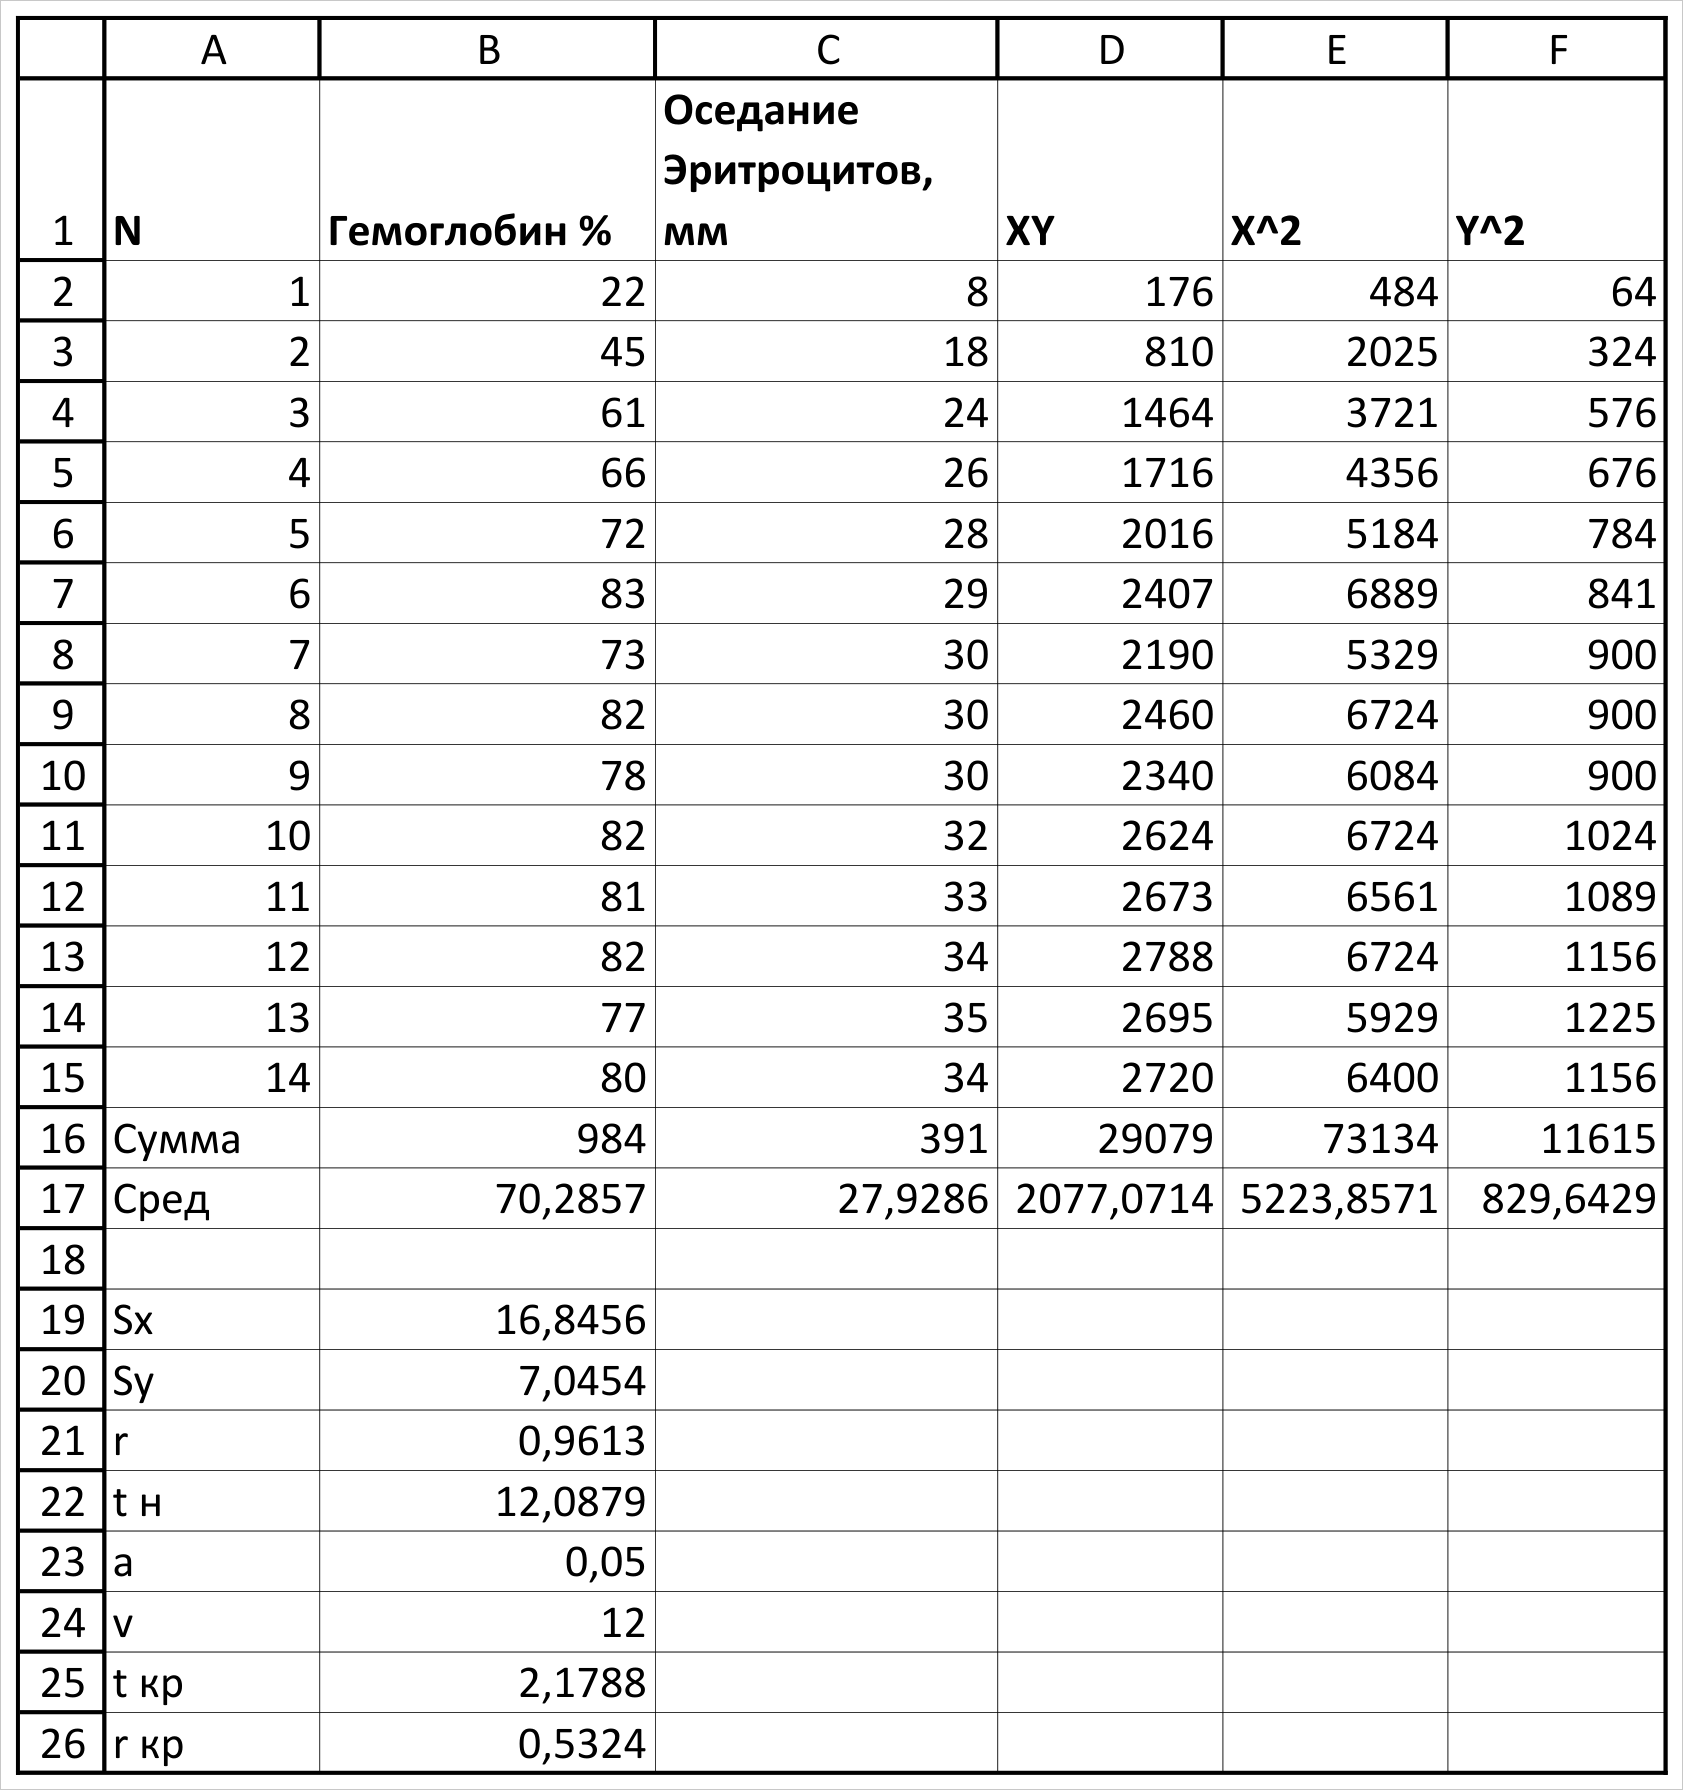 A B C D E F
Оседание
Эритроцитов,
1 N Гемоглобин % мм XY X^2 Y^2
2 1 22 8 176 484 64
3 2 45 18 810 2025 324
4 3 61 24 1464 3721 576
5 4 66 26 1716 4356 676
6 5 72 28 2016 5184 784
7 6 83 29 2407 6889 841
8 7 73 30 2190 5329 900
9 8 82 30 2460 6724 900
10 9 78 30 2340 6084 900
11 10 82 32 2624 6724 1024
12 11 81 33 2673 6561 1089
13 12 82 34 2788 6724 1156
14 13 77 35 2695 5929 1225
15 14 80 34 2720 6400 1156
16 Сумма 984 391 29079 73134 11615
17 Сред 70,2857 27,9286 2077,0714 5223,8571 829,6429
18
19 Sx 16,8456
20 Sy 7,0454
21 r 0,9613
22 t н 12,0879
23 a 0,05
24 v 12
25 t кр 2,1788
26 r кр 0,5324